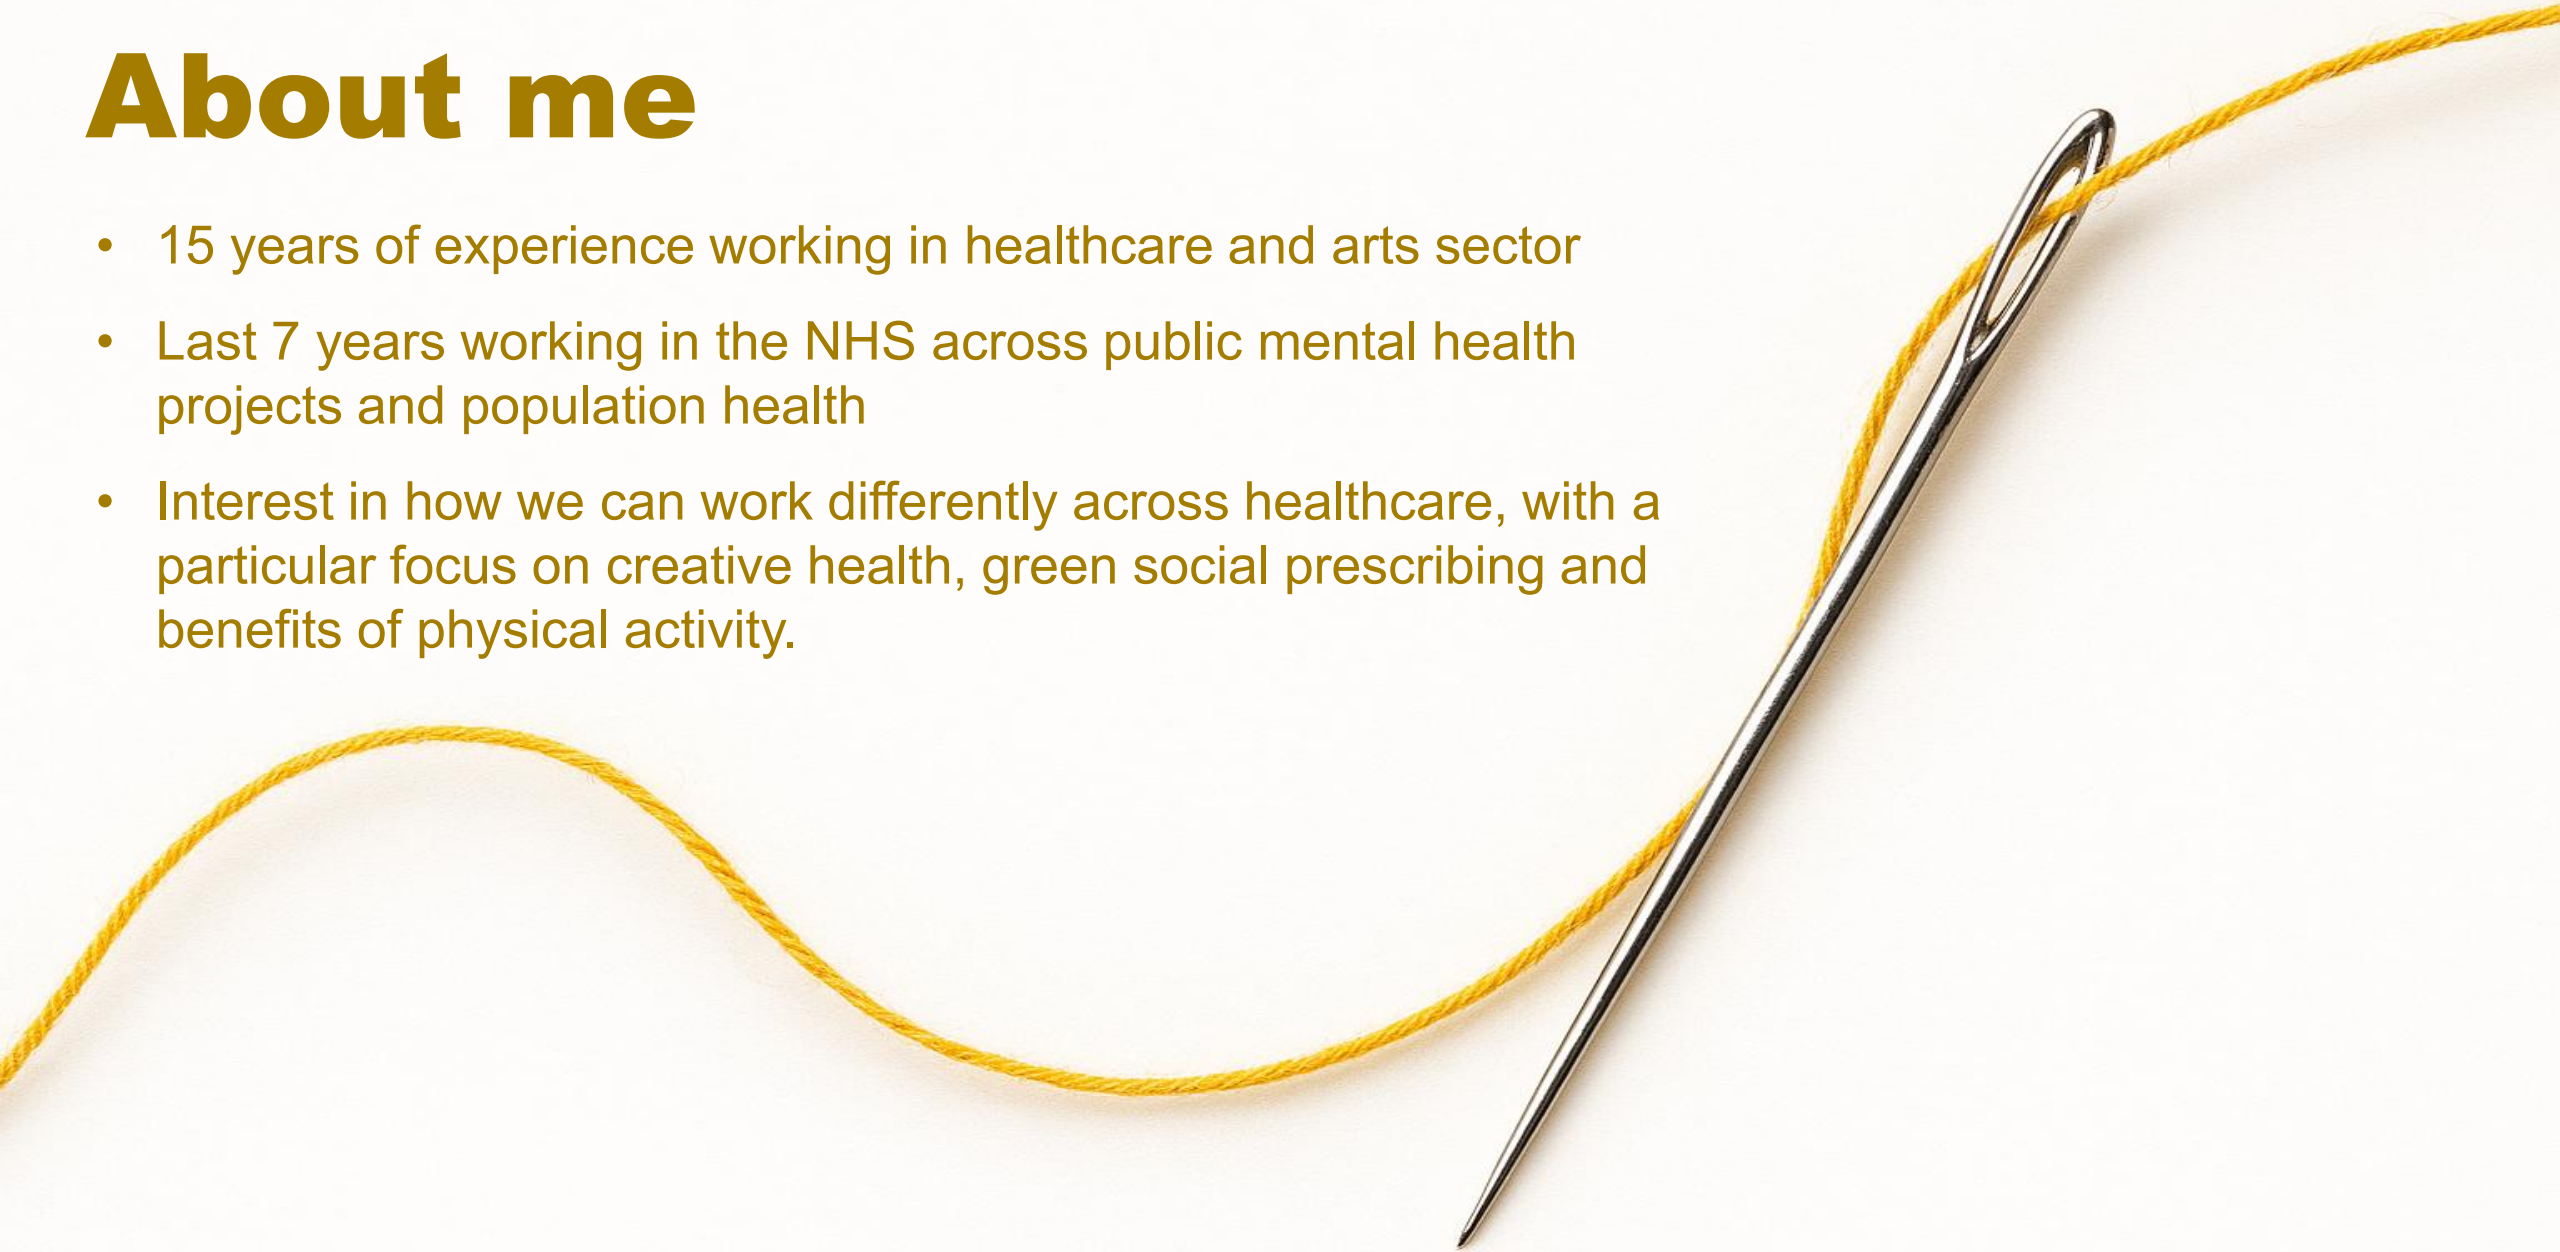 About me
• 15 years of experience working in healthcare and arts sector
• Last 7 years working in the NHS across public mental health
projects and population health
• Interest in how we can work differently across healthcare, with a
particular focus on creative health, green social prescribing and
benefits of physical activity.